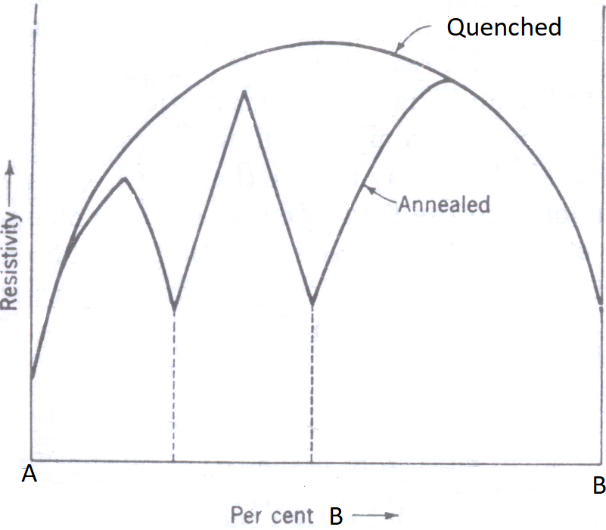 Quenched
Annealed
Resistivity
A
B
Per cent B